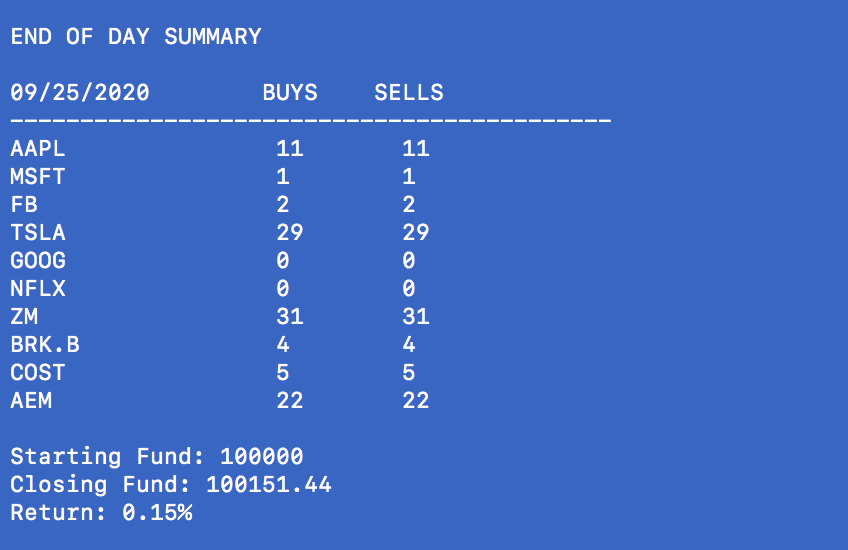 END OF DAY SUMMARY
09/25/2020 BUYS SELLS
-------------------------------------------
AAPL 11 11
MSFT 1 1
FB 2 2
TSLA 29 29
GOOG 0 0
NFLX 0 0
ZM 31 31
BRK.B 4 4
COST 5 5
AEM 22 22
Starting Fund: 100000
Closing Fund: 100151.44
Return: 0.15%